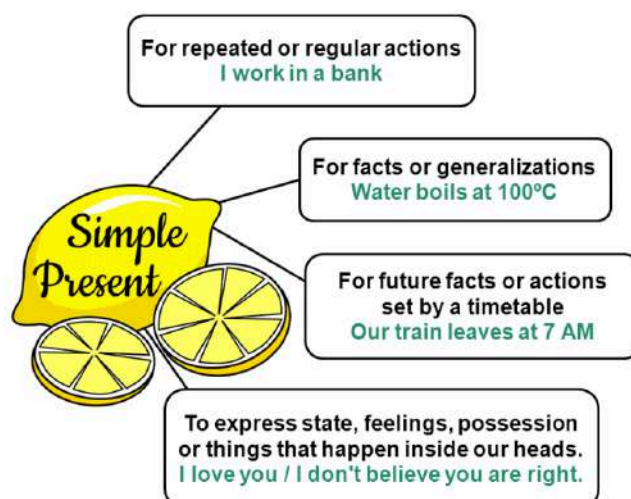 For repeated or regular actions
I work in a bank
For facts or generalizations
Water boils at 100ºC
Simple
Present
For future facts or actions
set by a timetable
Our train leaves at 7 AM
To express state, feelings, possession
or things that happen inside our heads.
I love you / I don't believe you are right.